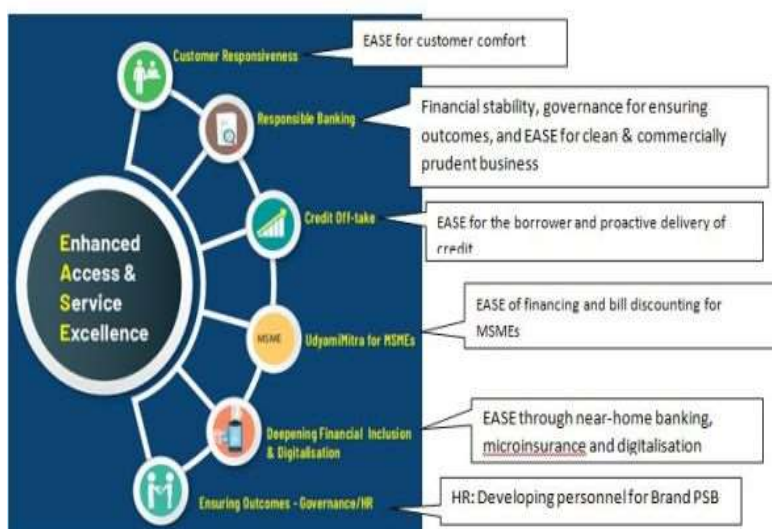 Customer Responsiveness
EASE for customer comfort
Responsible Banking
Financial stability, governance for ensuring
outcomes, and EASE for clean & commercially
prudent business
Credit Off-take
EASE for the borrower and proactive delivery of
credit
Enhanced
Access &
Service
Excellence
MSME
UdyamiMitra for MSMEs
EASE of financing and bill discounting for
MSMEs
Deepening Financial Inclusion
& Digitalisation
EASE through near-home banking,
microinsurance and digitalisation
Ensuring Outcomes - Governance/HR
HR: Developing personnel for Brand PSB